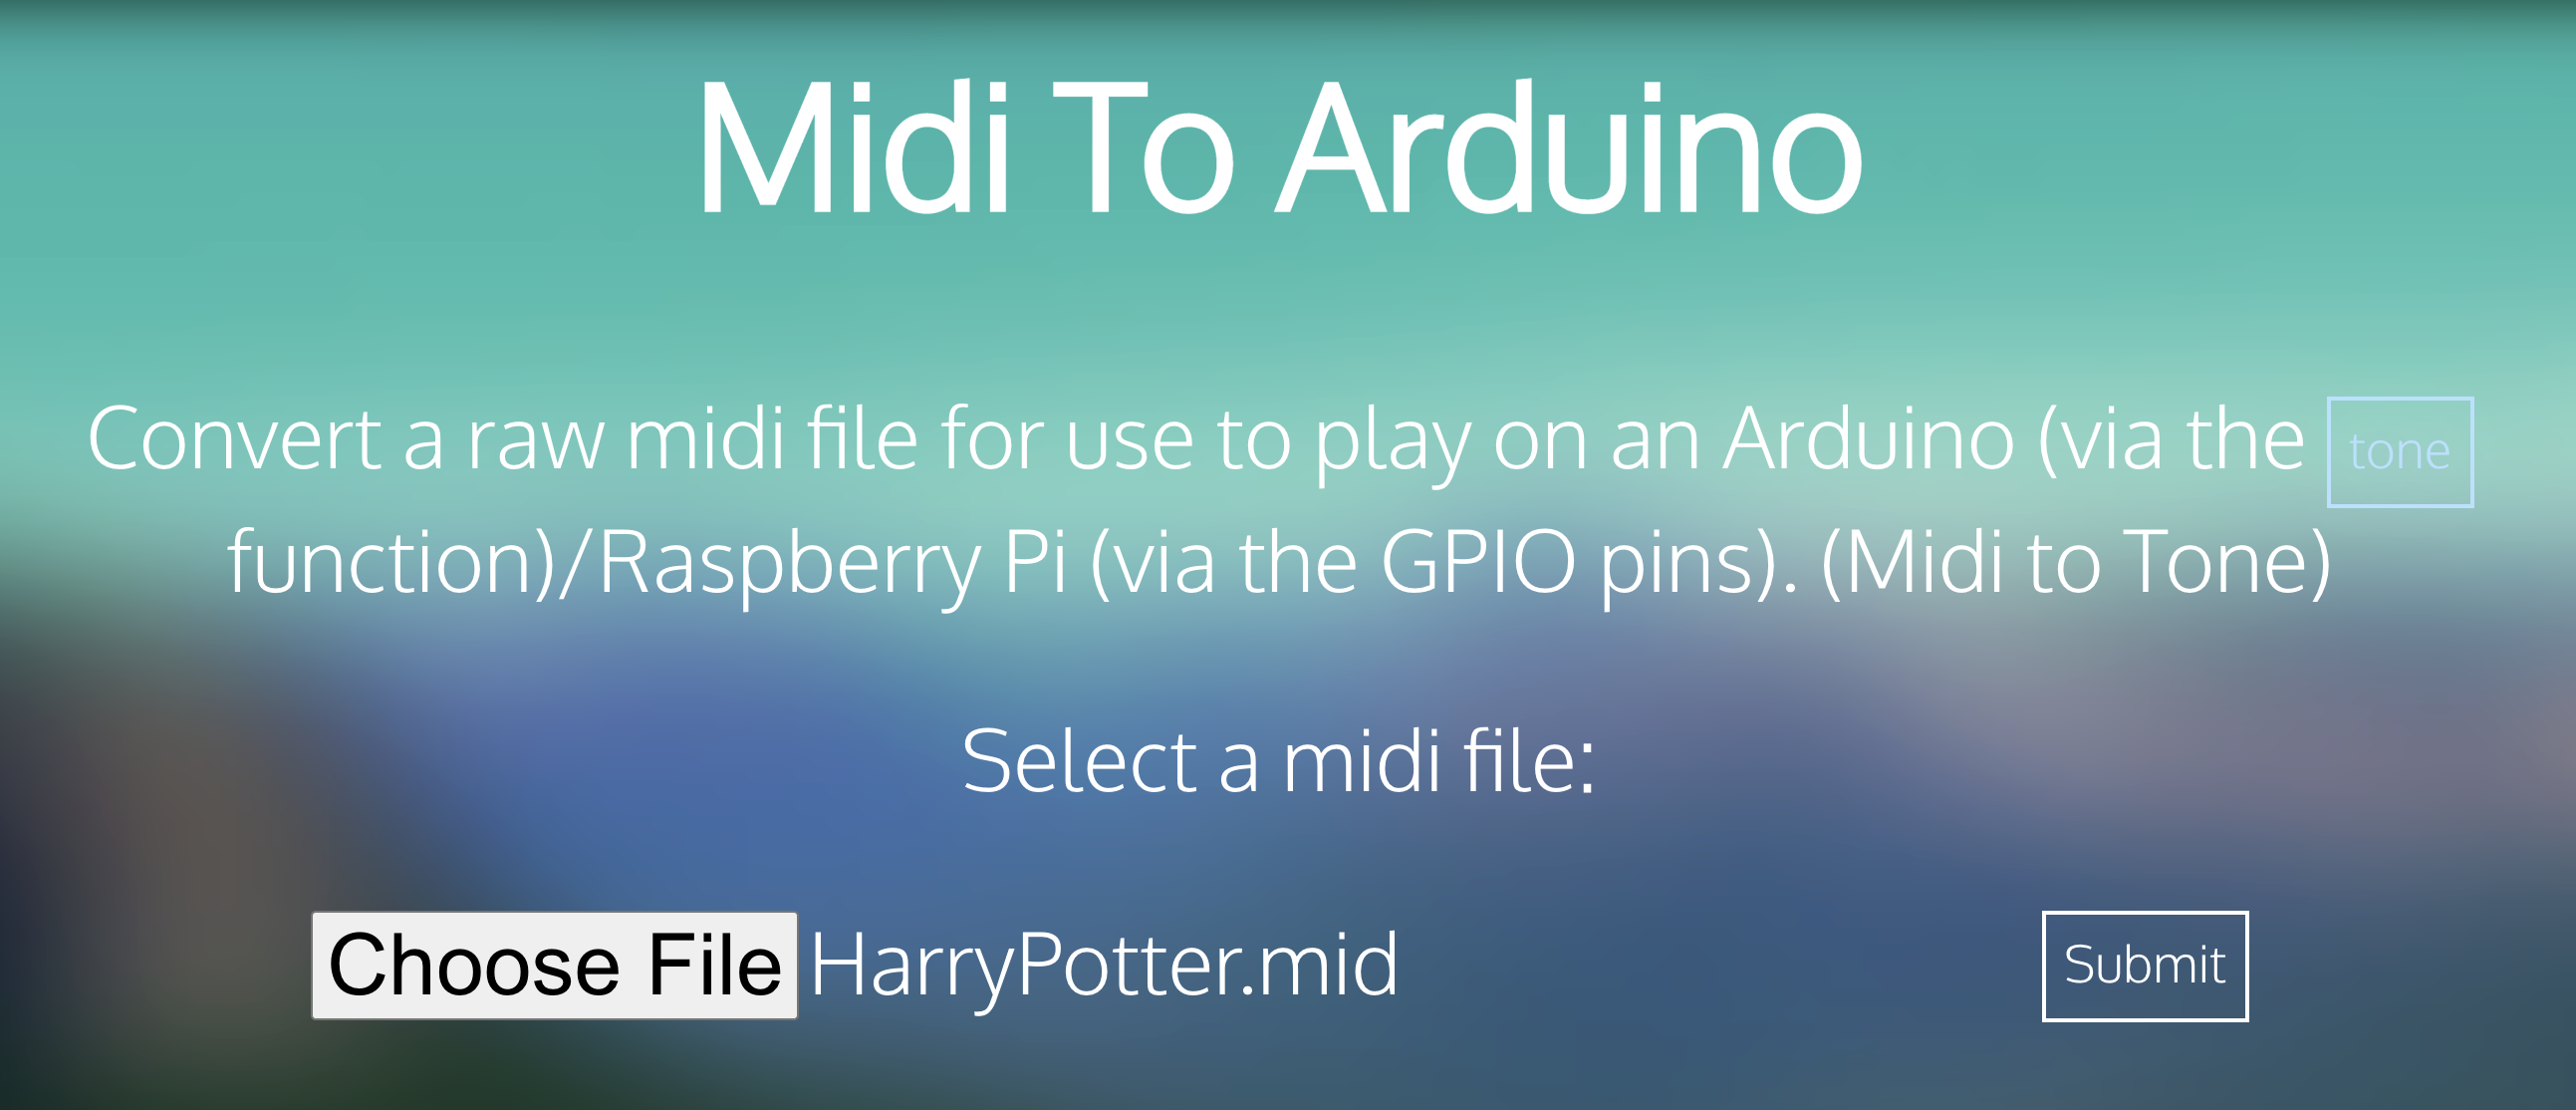 Midi To Arduino
Convert a raw midi file for use to play on an Arduino (via the tone
function)/Raspberry Pi (via the GPIO pins). (Midi to Tone)
Select a midi file:
Choose File HarryPotter.mid Submit